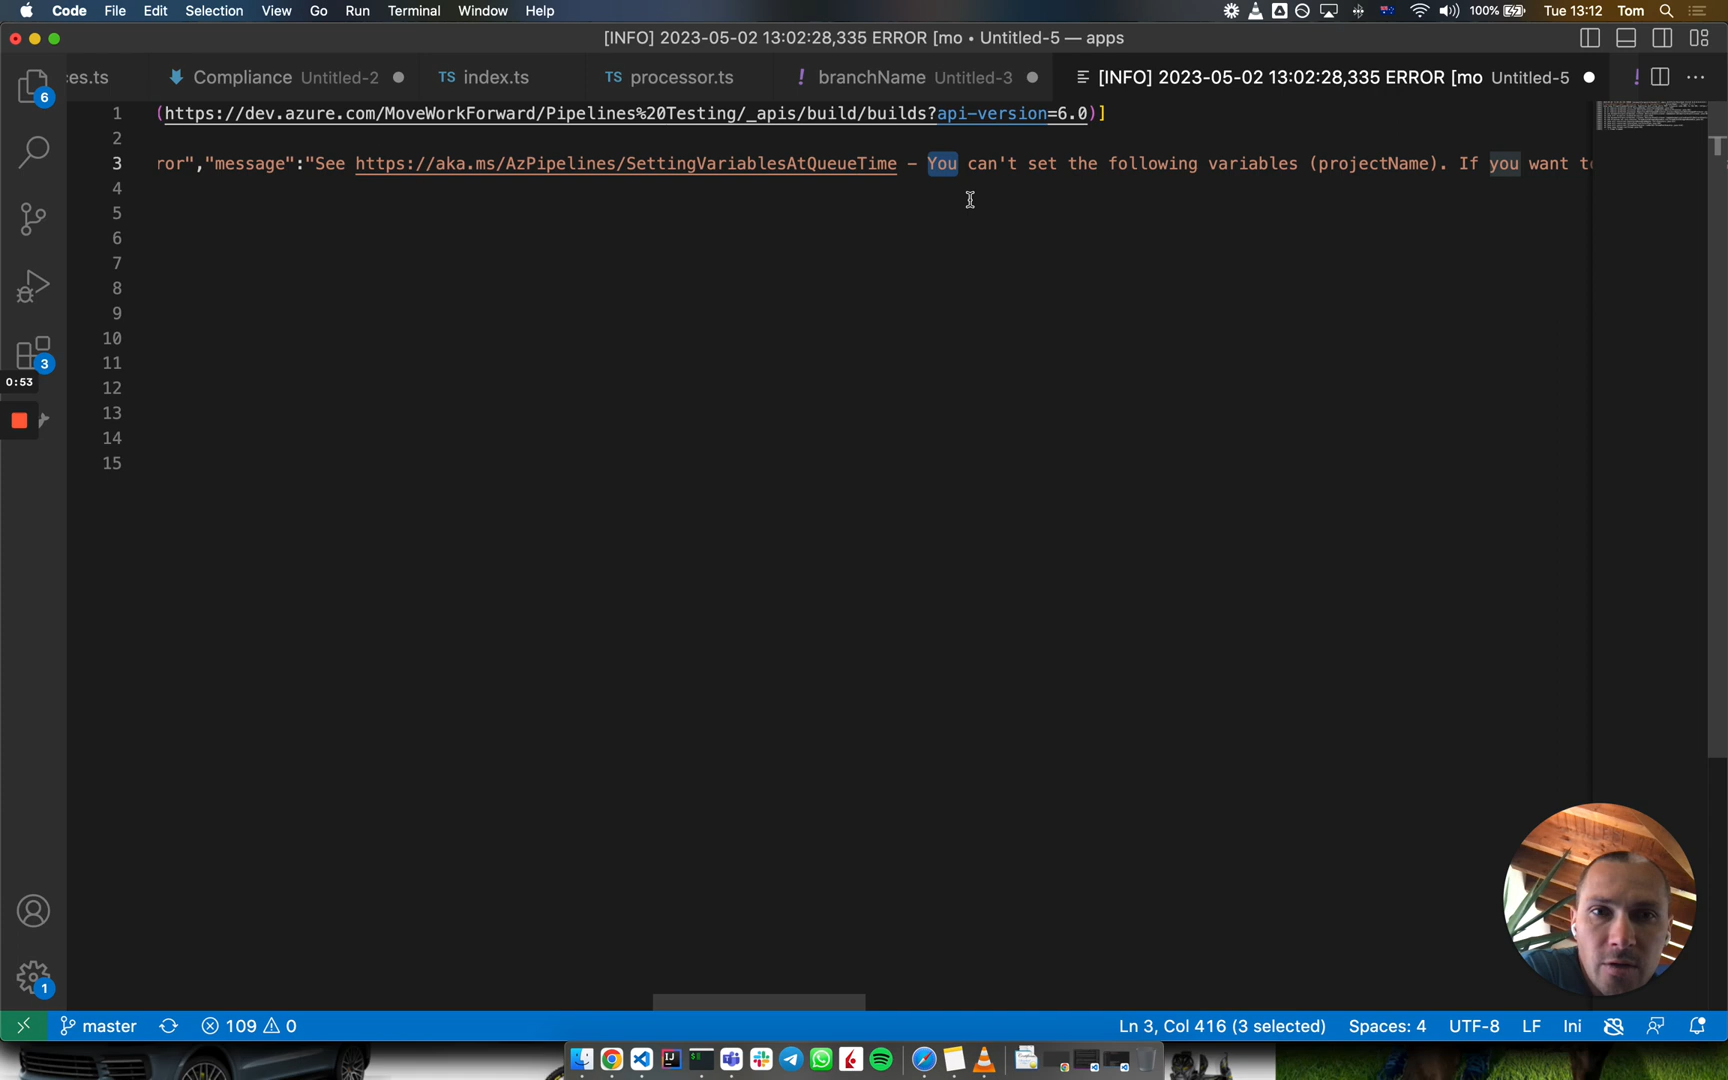 Code File Edit Selection View Go Run Terminal Window Help 100% Tue 13:12 Tom
[INFO] 2023-05-02 13:02:28,335 ERROR [mo • Untitled-5 — apps
ces.ts Compliance Untitled-2 TS index.ts TS processor.ts ! branchName Untitled-3 [INFO] 2023-05-02 13:02:28,335 ERROR [mo Untitled-5 !
1 (https://dev.azure.com/MoveWorkForward/Pipelines%20Testing/_apis/build/builds?api-version=6.0)]
2
3 ror","message":"See https://aka.ms/AzPipelines/SettingVariablesAtQueueTime – You can't set the following variables (projectName). If you want to
4
5
6
7
8
9
10
11
12
13
14
15
6
3
0:53
1
master 109 0 Ln 3, Col 416 (3 selected) Spaces: 4 UTF-8 LF Ini